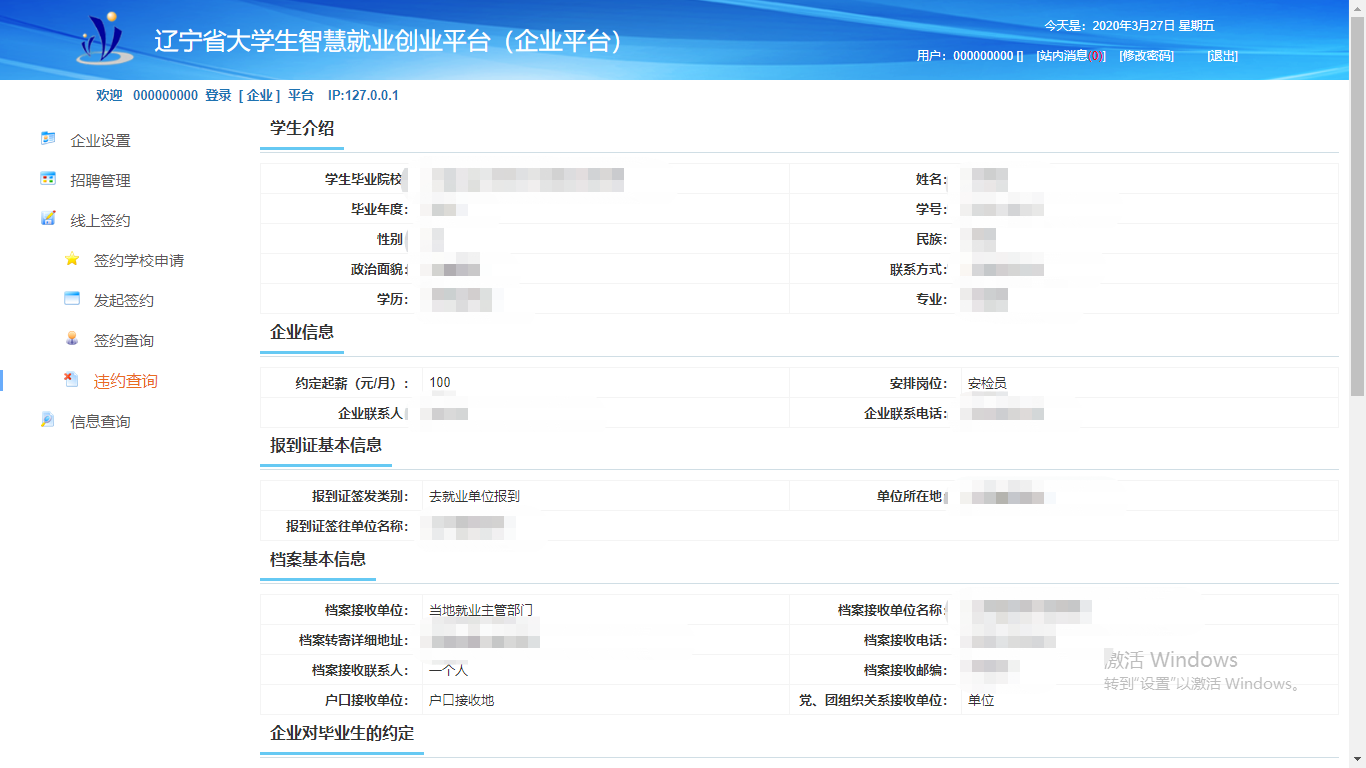 辽宁省大学生智慧就业创业平台（企业平台）
今天是：2020年3月27日 星期五
用户：000000000 [] [站内消息(0)] [修改密码] [退出]
欢迎 000000000 登录 [ 企业 ] 平台 IP:127.0.0.1
企业设置
招聘管理
线上签约
签约学校申请
发起签约
签约查询
违约查询
信息查询
学生介绍
学生毕业院校 姓名:
毕业年度: 学号:
性别 民族:
政治面貌: 联系方式:
学历: 专业:
企业信息
约定起薪（元/月）: 100 安排岗位: 安检员
企业联系人 企业联系电话:
报到证基本信息
报到证签发类别: 去就业单位报到 单位所在地
报到证签往单位名称:
档案基本信息
档案接收单位: 当地就业主管部门 档案接收单位名称:
档案转寄详细地址: 档案接收电话:
档案接收联系人: 一个人 档案接收邮编:
户口接收单位: 户口接收地 党、团组织关系接收单位: 单位
企业对毕业生的约定
激活 Windows
转到"设置"以激活 Windows。